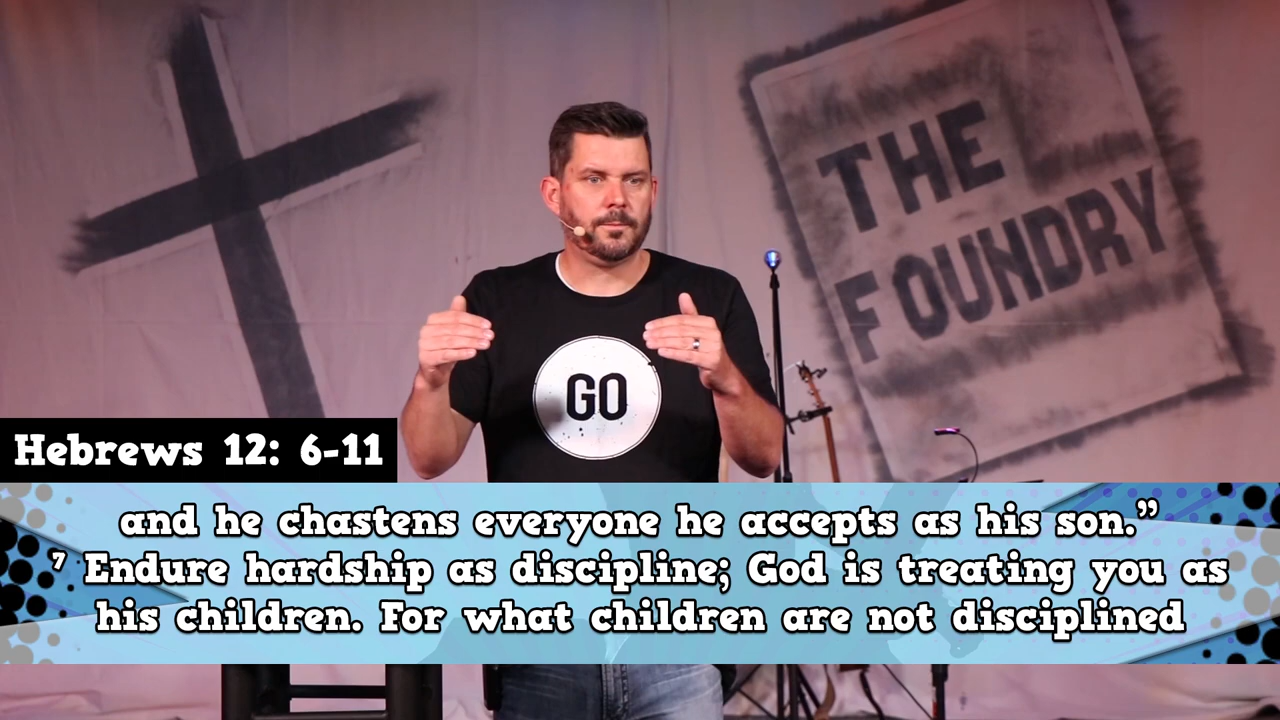 THE
FOUNDRY
GO
Hebrews 12: 6-11
and he chastens everyone he accepts as his son.”
⁷ Endure hardship as discipline; God is treating you as
his children. For what children are not disciplined